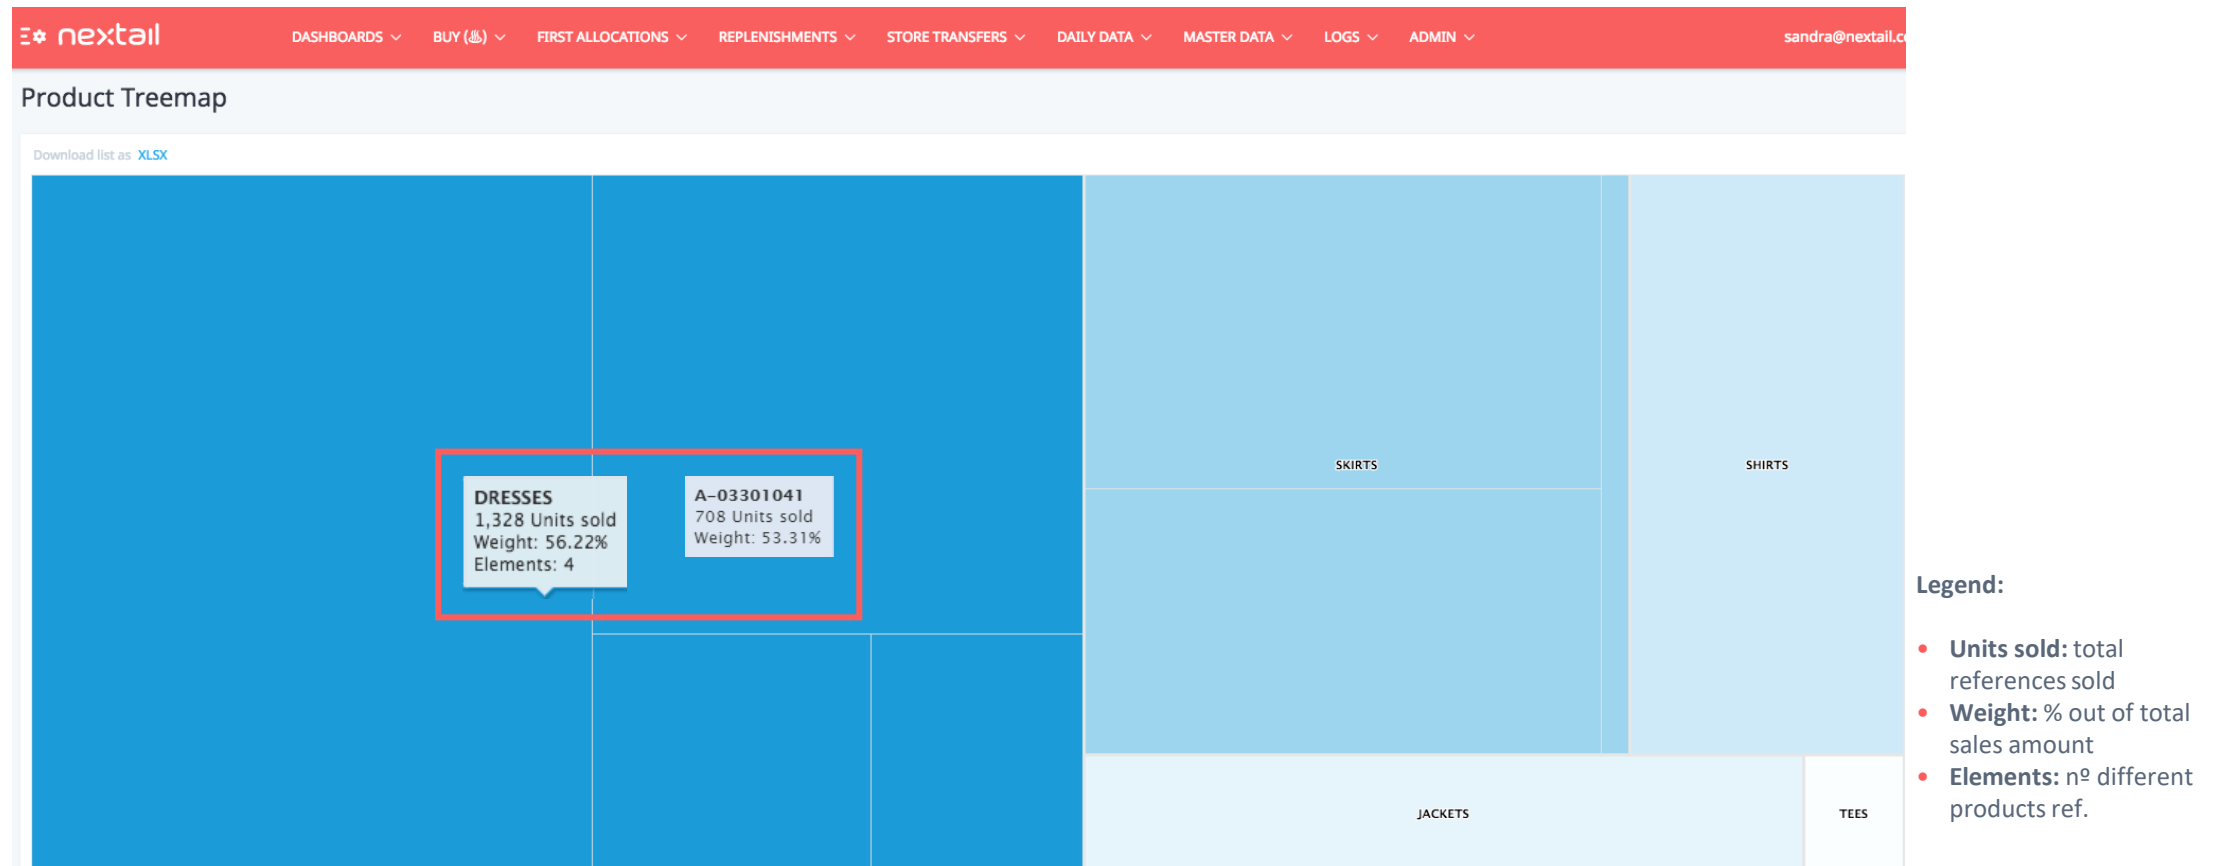 nextail
DASHBOARDS BUY (♨) FIRST ALLOCATIONS REPLENISHMENTS STORE TRANSFERS DAILY DATA MASTER DATA LOGS ADMIN sandra@nextail.c
Product Treemap
Download list as XLSX
DRESSES
1,328 Units sold
Weight: 56.22%
Elements: 4
A-03301041
708 Units sold
Weight: 53.31%
SKIRTS
SHIRTS
JACKETS
TEES
Legend:
• Units sold: total
references sold
• Weight: % out of total
sales amount
• Elements: nº different
products ref.